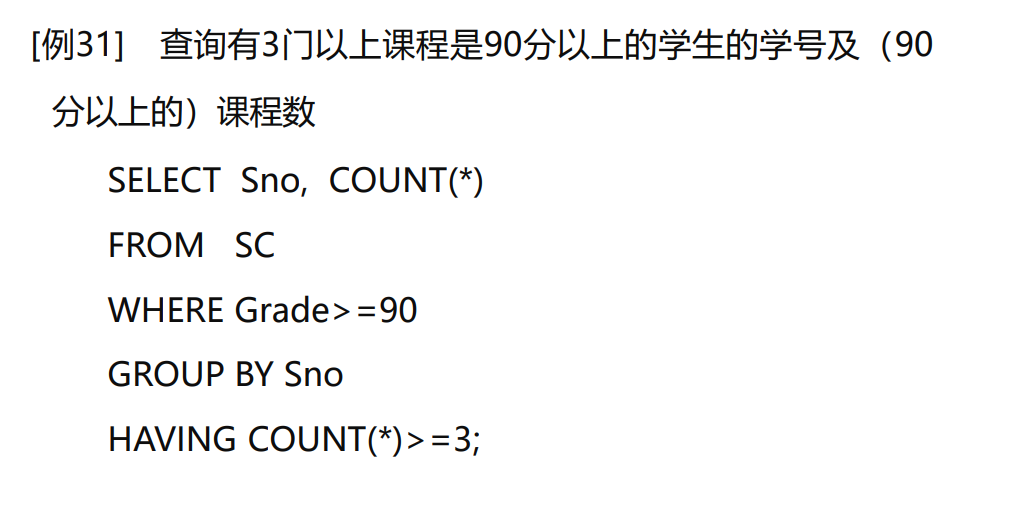 [例31] 查询有3门以上课程是90分以上的学生的学号及（90
分以上的）课程数
SELECT Sno, COUNT(*)
FROM SC
WHERE Grade>=90
GROUP BY Sno
HAVING COUNT(*)>=3;